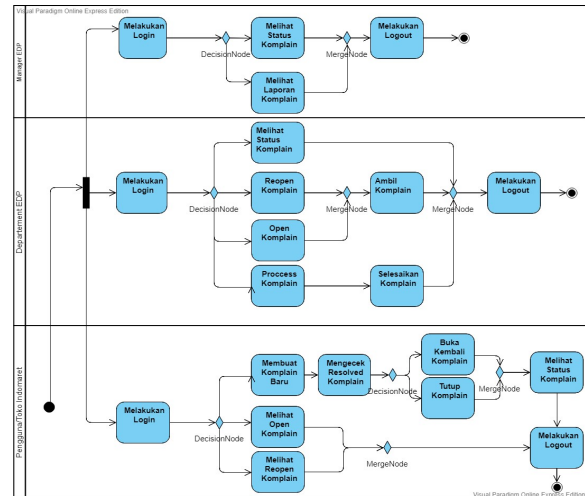 Visual Paradigm Online Express Edition
Manager EDP
Melakukan
Login
DecisionNode
Melihat
Status
Komplain
Melihat
Laporan
Komplain
MergeNode
Melakukan
Logout
Departement EDP
Melakukan
Login
DecisionNode
Melihat
Status
Komplain
Reopen
Komplain
Open
Komplain
Proccess
Komplain
MergeNode
Ambil
Komplain
Selesaikan
Komplain
MergeNode
Melakukan
Logout
Pengguna/Toko Indomaret
Melakukan
Login
DecisionNode
Membuat
Komplain
Baru
Mengecek
Resolved
Komplain
DecisionNode
Buka
Kembali
Komplain
Tutup
Komplain
MergeNode
Melihat
Status
Komplain
Melihat
Open
Komplain
Melihat
Reopen
Komplain
MergeNode
Melakukan
Logout
Visual Paradigm Online Express Edition